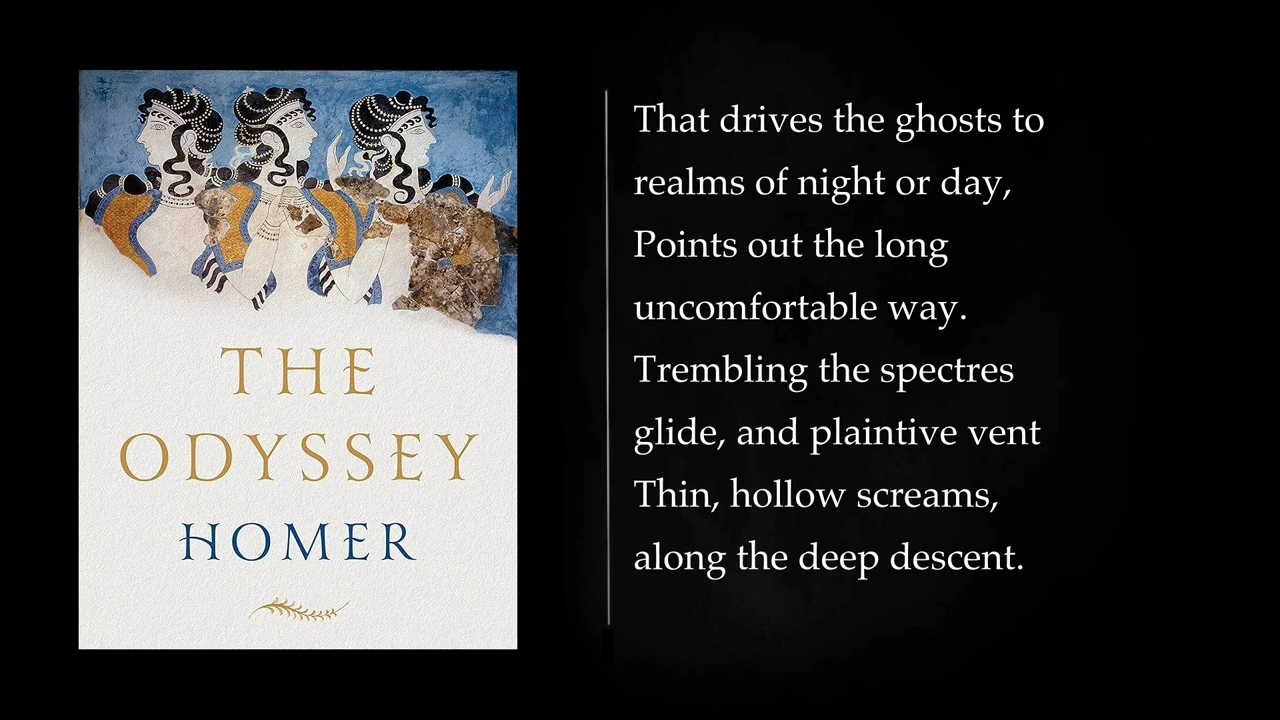 THE
ODYSSEY
HOMER
That drives the ghosts to
realms of night or day,
Points out the long
uncomfortable way.
Trembling the spectres
glide, and plaintive vent
Thin, hollow screams,
along the deep descent.